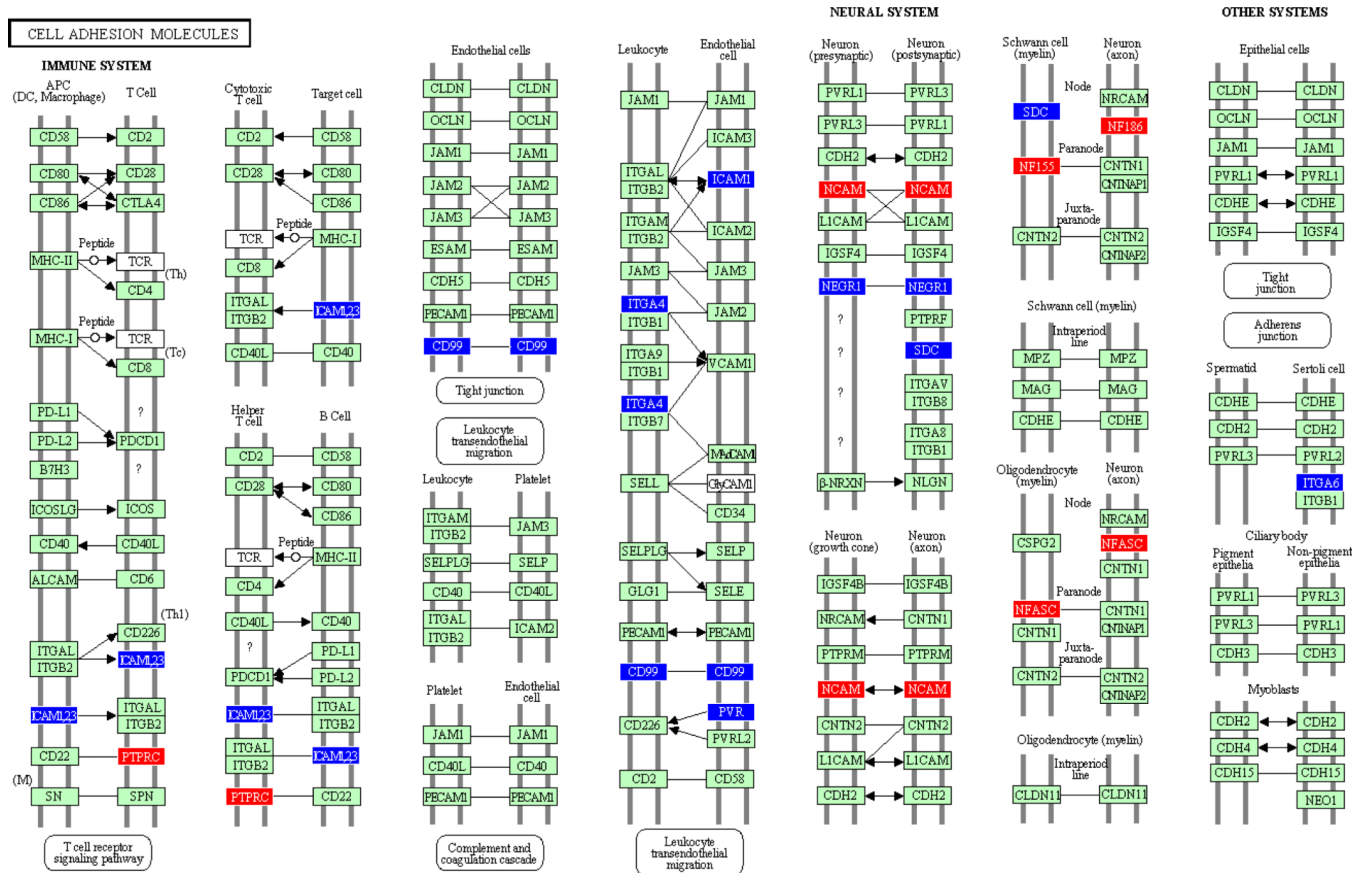 CELL ADHESION MOLECULES
IMMUNE SYSTEM
APC
(DC, Macrophage)
T Cell
CD58
CD2
CD80
CD28
CD86
CTLA4
Peptide
MHC-II
TCR
(Th)
CD4
Peptide
MHC-I
TCR
(Tc)
CD8
PD-L1
?
PD-L2
PDCD1
B7H3
?
ICOSLG
ICOS
CD40
CD40L
ALCAM
CD6
(Th1)
CD226
ITGAL
ITGB2
ICAM1,2,3
ICAM1,2,3
ITGAL
ITGB2
CD22
PTPRC
(M)
SN
SPN
T cell receptor
signaling pathway
Cytotoxic
T cell
Target cell
CD2
CD58
CD28
CD80
CD86
Peptide
TCR
MHC-I
CD8
ITGAL
ITGB2
ICAM1,2,3
CD40L
CD40
Helper
T cell
B Cell
CD2
CD58
CD28
CD80
CD86
Peptide
TCR
MHC-II
CD4
CD40L
CD40
?
PD-L1
PDCD1
PD-L2
ICAM1,2,3
ITGAL
ITGB2
ITGAL
ITGB2
ICAM1,2,3
PTPRC
CD22
Endothelial cells
CLDN
CLDN
OCLN
OCLN
JAM1
JAM1
JAM2
JAM2
JAM3
JAM3
ESAM
ESAM
CDH5
CDH5
PECAM1
PECAM1
CD99
CD99
Tight junction
Leukocyte
transendothelial
migration
Leukocyte
Platelet
ITGAM
ITGB2
JAM3
SELPLG
SELP
CD40
CD40L
ITGAL
ITGB2
ICAM2
Platelet
Endothelial
cell
JAM1
JAM1
CD40L
CD40
PECAM1
PECAM1
Complement and
coagulation cascade
Leukocyte
Endothelial
cell
JAM1
JAM1
ICAM3
ITGAL
ITGB2
ICAM1
ITGAM
ITGB2
ICAM2
JAM3
JAM3
ITGA4
ITGB1
JAM2
ITGA9
ITGB1
VCAM1
ITGA4
ITGB7
MAdCAM1
SELL
GlyCAM1
CD34
SELPLG
SELP
GLG1
SELE
PECAM1
PECAM1
CD99
CD99
PVR
CD226
PVRL2
CD2
CD58
Leukocyte
transendothelial
migration
NEURAL SYSTEM
Neuron
(presynaptic)
Neuron
(postsynaptic)
PVRL1
PVRL3
PVRL3
PVRL1
CDH2
CDH2
NCAM
NCAM
L1CAM
L1CAM
IGSF4
IGSF4
NEGR1
NEGR1
?
PTPRF
?
SDC
?
ITGAV
ITGB8
?
ITGA8
ITGB1
β-NRXN
NLGN
Neuron
(growth cone)
Neuron
(axon)
IGSF4B
IGSF4B
NRCAM
CNTN1
PTPRM
PTPRM
NCAM
NCAM
CNTN2
CNTN2
L1CAM
L1CAM
CDH2
CDH2
Schwann cell
(myelin)
Neuron
(axon)
Node
NRCAM
SDC
NF186
Paranode
NF155
CNTN1
CNTNAP1
Juxta-
paranode
CNTN2
CNTN2
CNTNAP2
Schwann cell (myelin)
Intraperiod
line
MPZ
MPZ
MAG
MAG
CDHE
CDHE
Oligodendrocyte
(myelin)
Neuron
(axon)
Node
NRCAM
CSPG2
NFASC
CNTN1
Paranode
NFASC
CNTN1
CNTNAP1
CNTN1
Juxta-
paranode
CNTN2
CNTN2
CNTNAP2
Oligodendrocyte (myelin)
Intraperiod
line
CLDN11
CLDN11
OTHER SYSTEMS
Epithelial cells
CLDN
CLDN
OCLN
OCLN
JAM1
JAM1
PVRL1
PVRL1
CDHE
CDHE
IGSF4
IGSF4
Tight
junction
Adherens
junction
Spermatid
Sertoli cell
CDHE
CDHE
CDH2
CDH2
PVRL3
PVRL2
ITGA6
ITGB1
Ciliary body
Pigment
epithelia
Non-pigment
epithelia
PVRL1
PVRL3
PVRL3
PVRL1
CDH3
CDH3
Myoblasts
CDH2
CDH2
CDH4
CDH4
CDH15
CDH15
NEO1